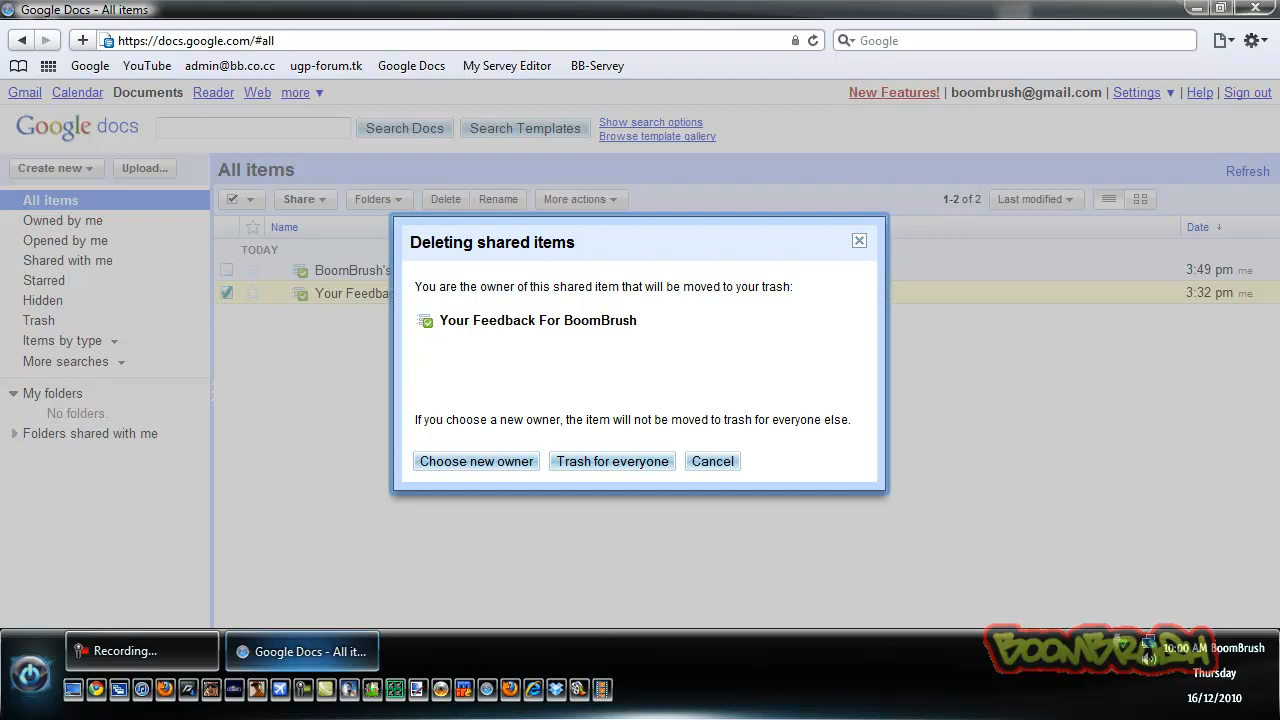 Google Docs - All items
https://docs.google.com/#all
Google
Google YouTube admin@bb.co.cc ugp-forum.tk Google Docs My Servey Editor BB-Servey
Gmail Calendar Documents Reader Web more ▼ New Features! | boombrush@gmail.com | Settings ▼ | Help | Sign out
Google docs Search Docs Search Templates Show search options
Browse template gallery
Create new Upload... All items Refresh
All items Share Folders Delete Rename More actions 1-2 of 2 Last modified
Owned by me Name Date
Opened by me TODAY
Shared with me BoomBrush's 3:49 pm me
Starred Your Feedba 3:32 pm me
Hidden
Trash
Items by type
More searches
My folders
No folders.
Folders shared with me
Deleting shared items
You are the owner of this shared item that will be moved to your trash:
Your Feedback For BoomBrush
If you choose a new owner, the item will not be moved to trash for everyone else.
Choose new owner Trash for everyone Cancel
Recording... Google Docs - All it...
BOOMBRUSH
10:00 AM BoomBrush
Thursday
16/12/2010